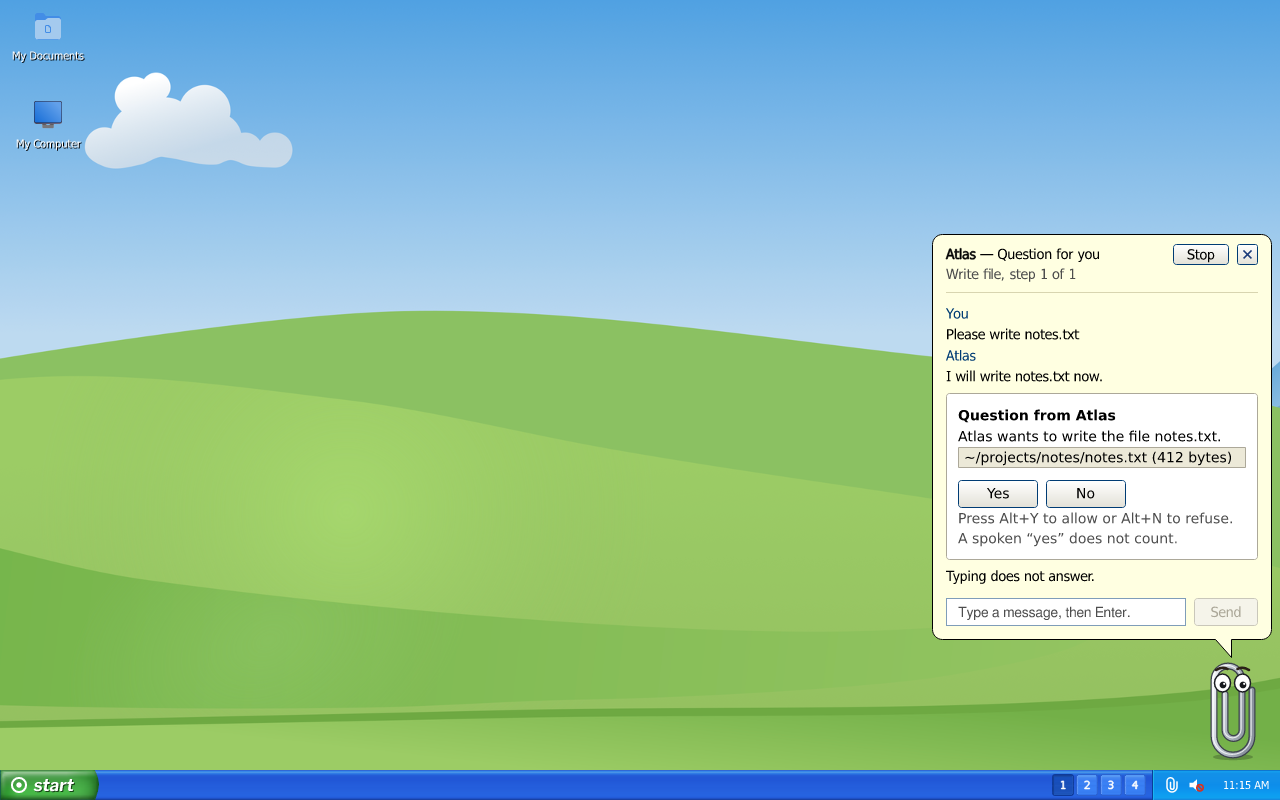 My Documents
My Computer
Atlas — Question for you
Stop
Write file, step 1 of 1
You
Please write notes.txt
Atlas
I will write notes.txt now.
Question from Atlas
Atlas wants to write the file notes.txt.
~/projects/notes/notes.txt (412 bytes)
Yes
No
Press Alt+Y to allow or Alt+N to refuse.
A spoken “yes” does not count.
Typing does not answer.
Type a message, then Enter.
Send
start
1
2
3
4
11:15 AM